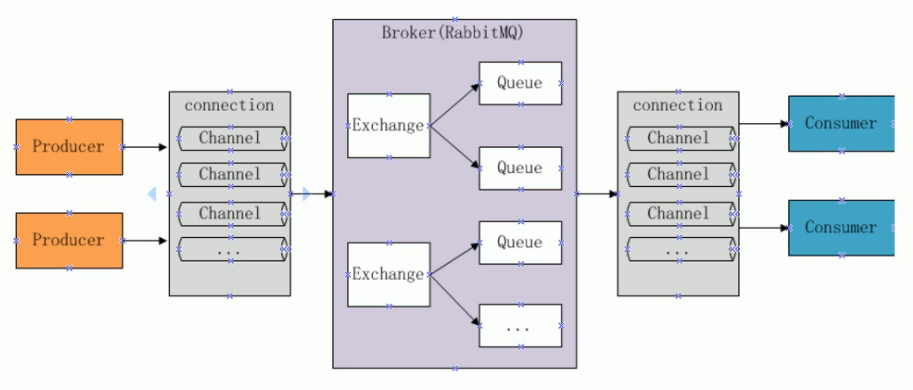 Broker(RabbitMQ)
Producer
Producer
connection
Channel
Channel
Channel
...
Exchange
Queue
Queue
Exchange
Queue
...
connection
Channel
Channel
Channel
...
Consumer
Consumer